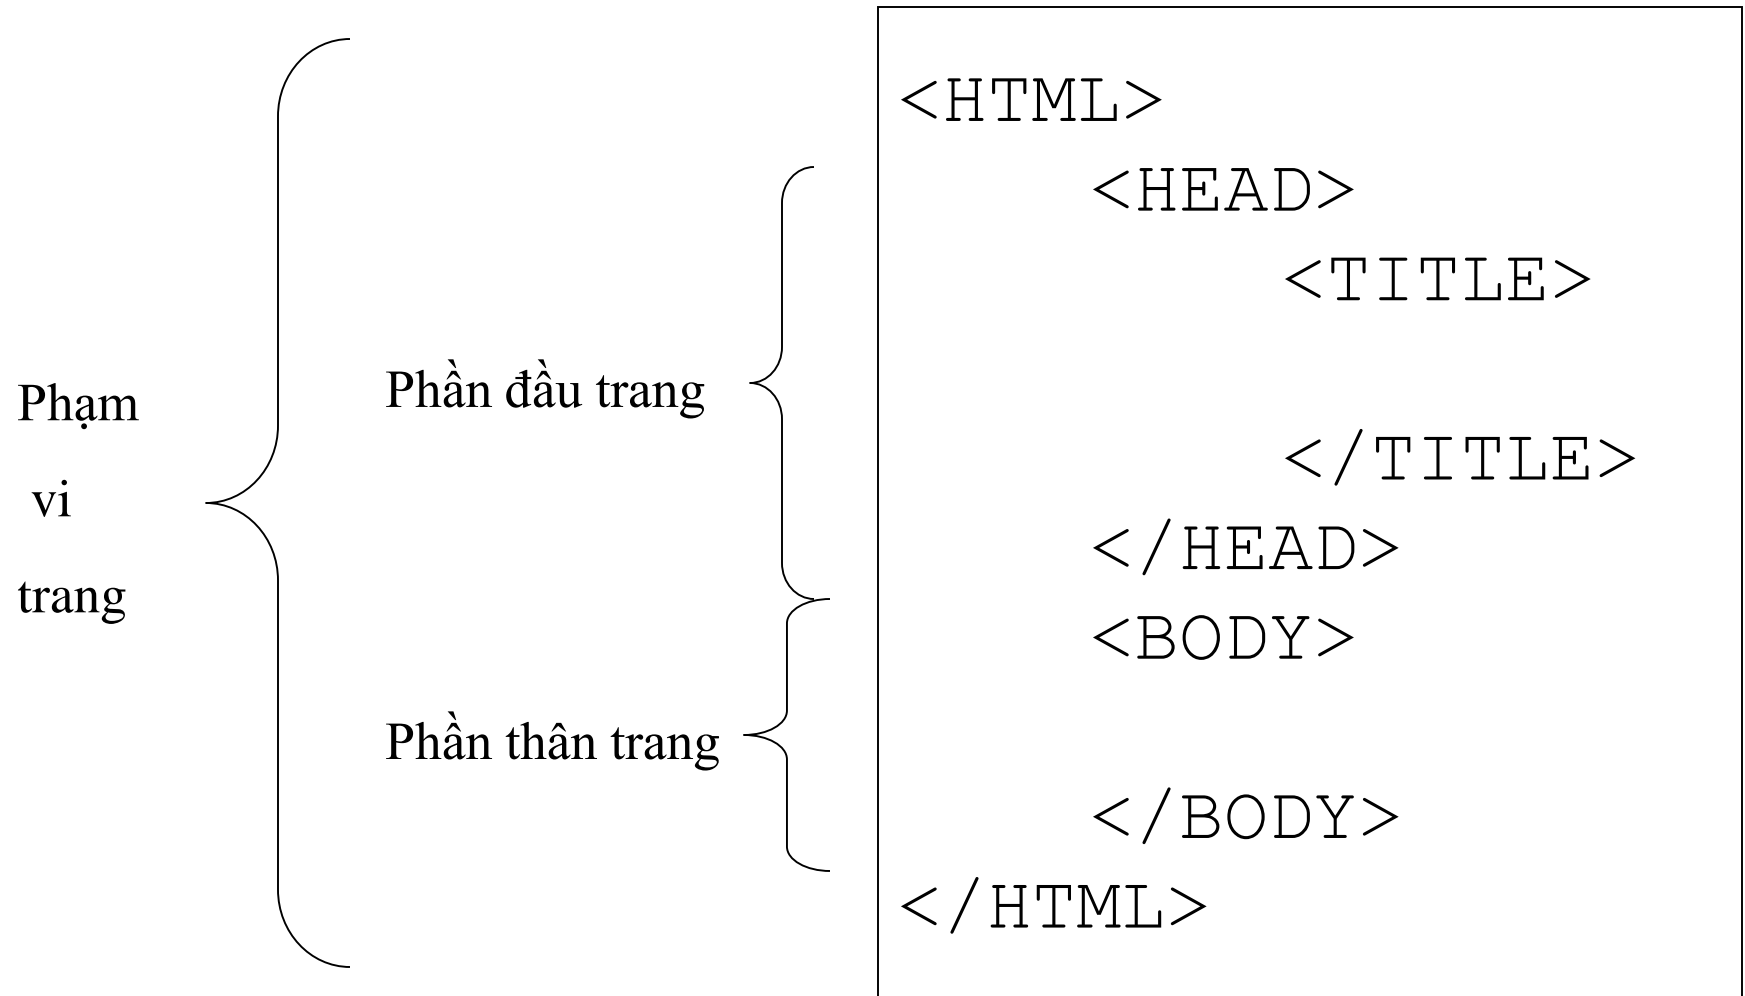 Phạm
vi
trang
Phần đầu trang
Phần thân trang
<HTML>
<HEAD>
<TITLE>
</TITLE>
</HEAD>
<BODY>
</BODY>
</HTML>